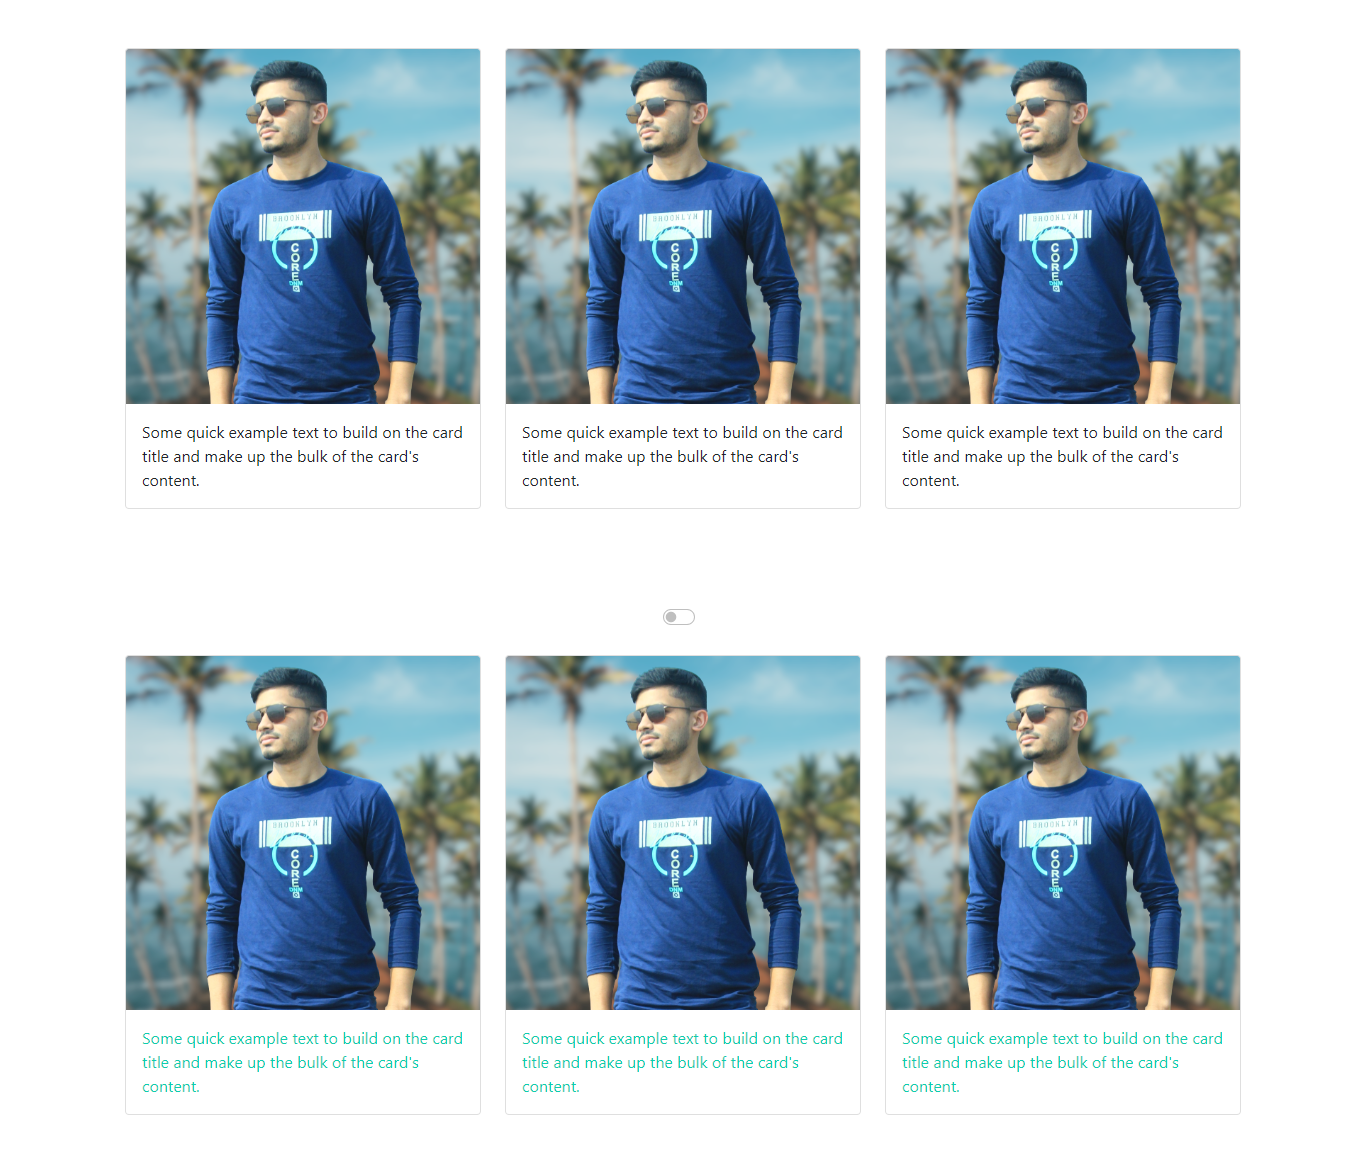 BROOKLYN
CORE
DNM
BROOKLYN
CORE
DNM
BROOKLYN
CORE
DNM
Some quick example text to build on the card
title and make up the bulk of the card's
content.
Some quick example text to build on the card
title and make up the bulk of the card's
content.
Some quick example text to build on the card
title and make up the bulk of the card's
content.
BROOKLYN
CORE
DNM
BROOKLYN
CORE
DNM
BROOKLYN
CORE
DNM
Some quick example text to build on the card
title and make up the bulk of the card's
content.
Some quick example text to build on the card
title and make up the bulk of the card's
content.
Some quick example text to build on the card
title and make up the bulk of the card's
content.